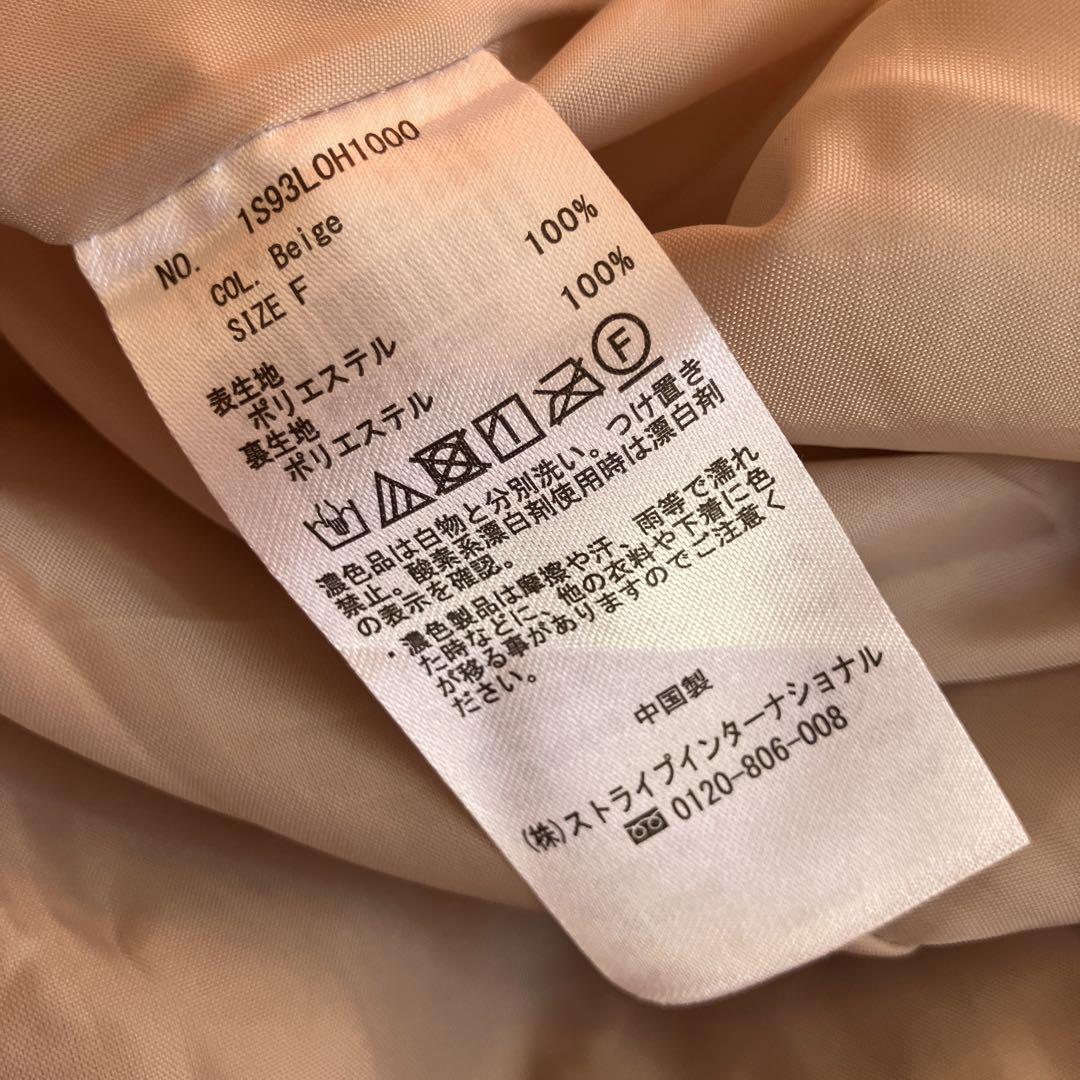 NO. 1S93L0H1000
COL. Beige
SIZE F
表生地
ポリエステル 100%
裏生地
ポリエステル 100%
F
濃色品は白物と分別洗い。つけ置き
禁止。酸素系漂白剤使用時は漂白剤
の表示を確認。
・濃色製品は摩擦や汗、雨等で濡れ
た時などに、他の衣料や下着に色
が移る事がありますのでご注意く
ださい。
中国製
(株)ストライプインターナショナル
0120-806-008